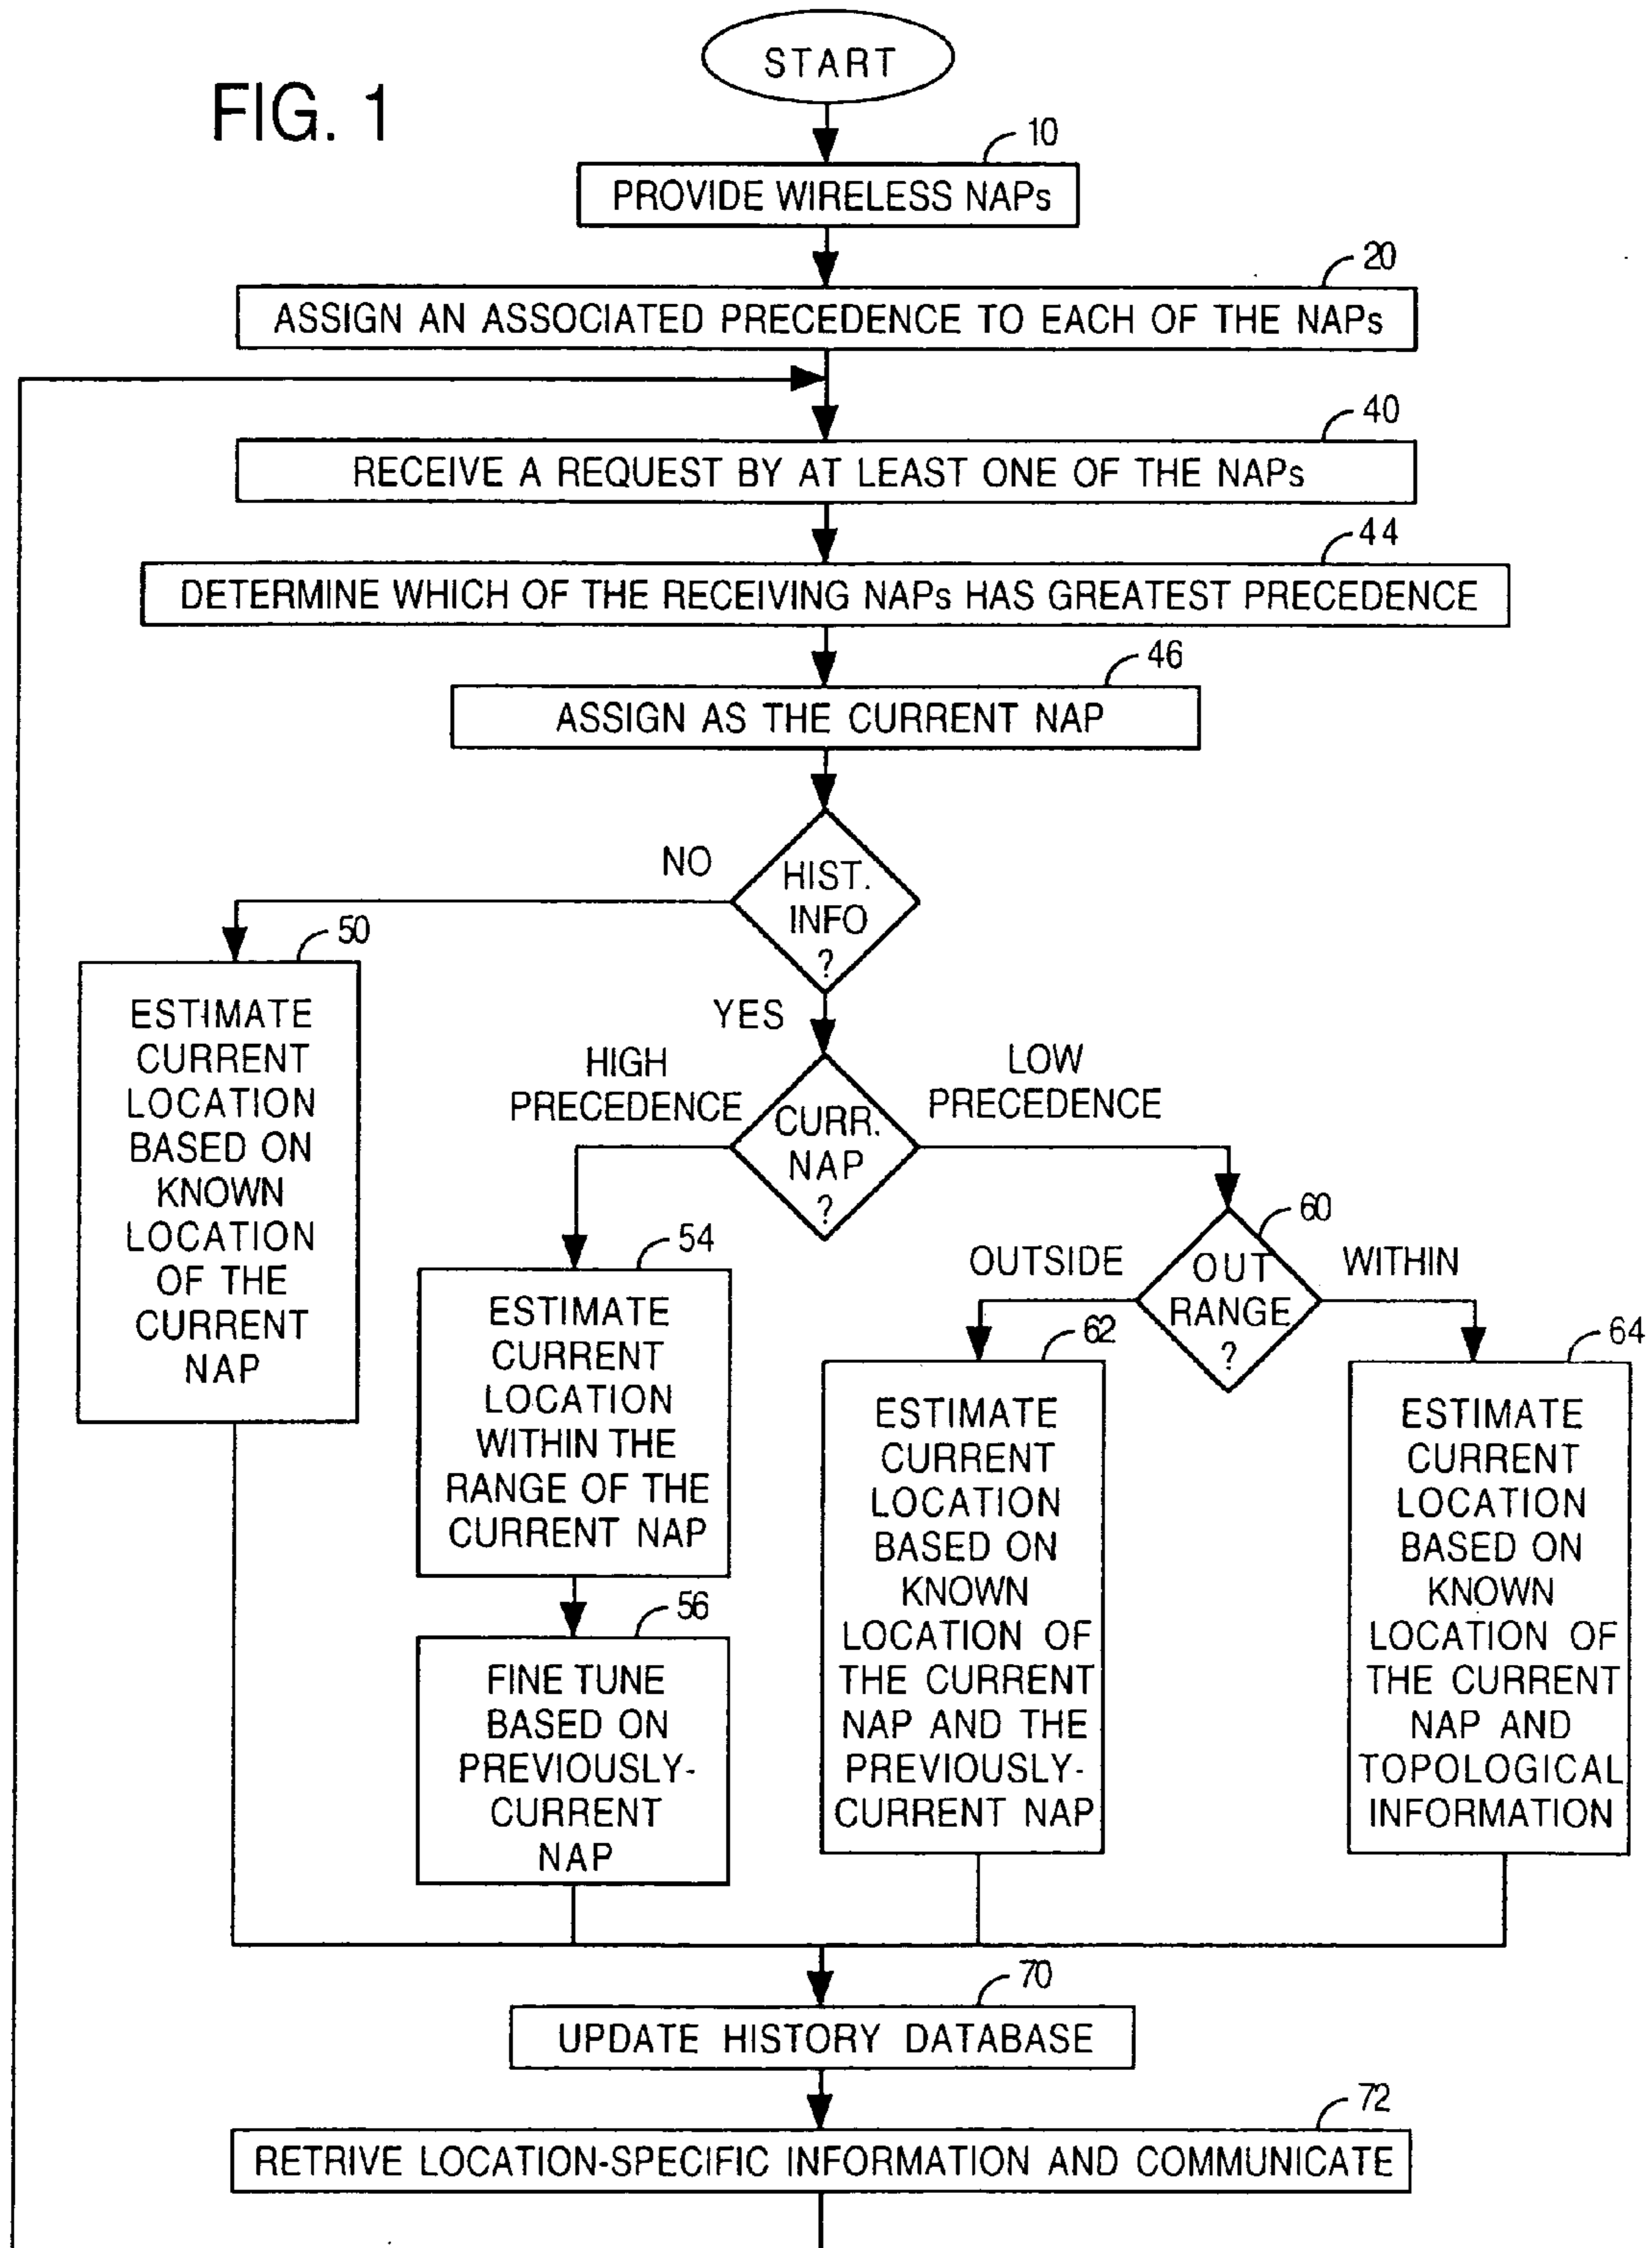 START
FIG. 1
10
PROVIDE WIRELESS NAPs
20
ASSIGN AN ASSOCIATED PRECEDENCE TO EACH OF THE NAPs
40
RECEIVE A REQUEST BY AT LEAST ONE OF THE NAPs
44
DETERMINE WHICH OF THE RECEIVING NAPs HAS GREATEST PRECEDENCE
46
ASSIGN AS THE CURRENT NAP
NO
HIST.
INFO
?
50
ESTIMATE
CURRENT
LOCATION
BASED ON
KNOWN
LOCATION
OF THE
CURRENT
NAP
YES
HIGH
PRECEDENCE
LOW
PRECEDENCE
CURR.
NAP
?
54
ESTIMATE
CURRENT
LOCATION
WITHIN THE
RANGE OF THE
CURRENT NAP
56
FINE TUNE
BASED ON
PREVIOUSLY-
CURRENT
NAP
60
OUTSIDE
OUT
RANGE
?
WITHIN
62
ESTIMATE
CURRENT
LOCATION
BASED ON
KNOWN
LOCATION OF
THE CURRENT
NAP AND THE
PREVIOUSLY-
CURRENT NAP
64
ESTIMATE
CURRENT
LOCATION
BASED ON
KNOWN
LOCATION OF
THE CURRENT
NAP AND
TOPOLOGICAL
INFORMATION
70
UPDATE HISTORY DATABASE
72
RETRIVE LOCATION-SPECIFIC INFORMATION AND COMMUNICATE